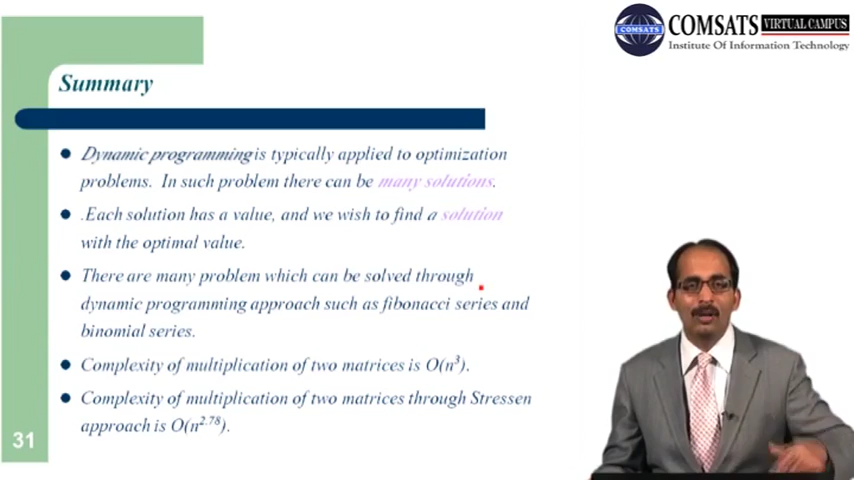 COMSATS
COMSATS VIRTUAL CAMPUS
Institute Of Information Technology
Summary
Dynamic programming is typically applied to optimization
problems. In such problem there can be many solutions.
.Each solution has a value, and we wish to find a solution
with the optimal value.
There are many problem which can be solved through
dynamic programming approach such as fibonacci series and
binomial series.
Complexity of multiplication of two matrices is O(n³).
Complexity of multiplication of two matrices through Stressen
approach is O(n²·⁷⁸).
31